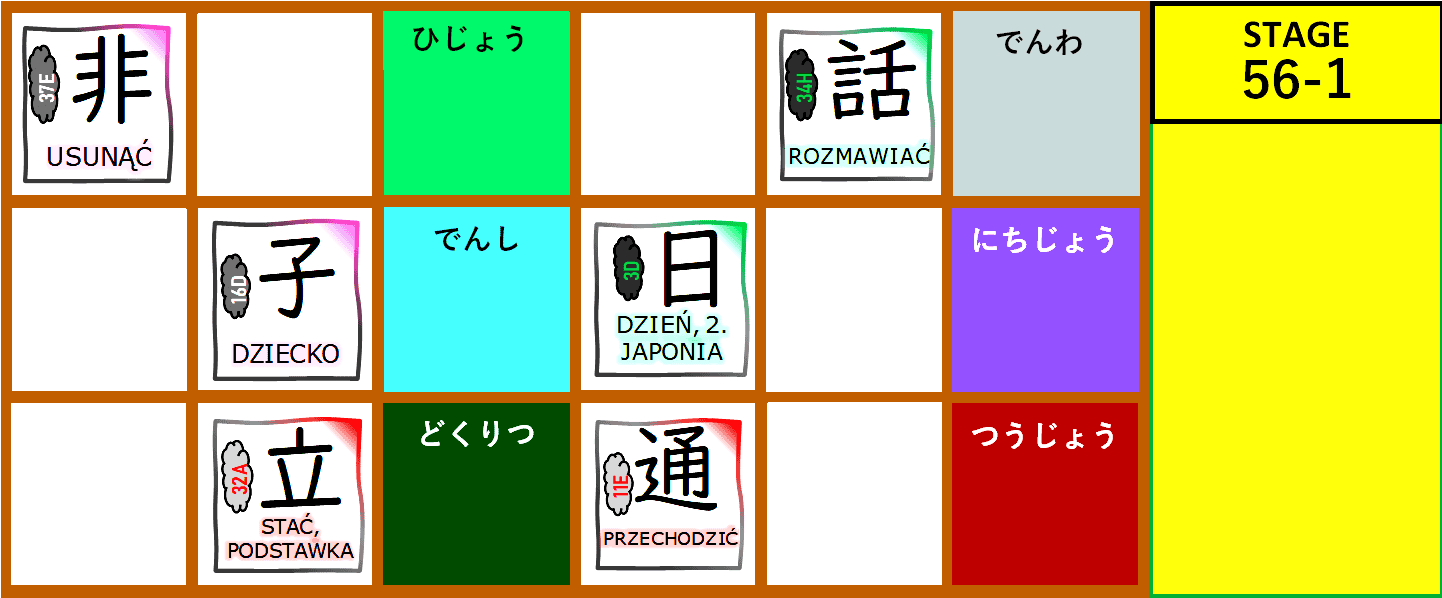 37E
非
USUNĄĆ
ひじょう
34H
話
ROZMAWIAĆ
でんわ
STAGE
56-1
16D
子
DZIECKO
でんし
3D
日
DZIEŃ, 2.
JAPONIA
にちじょう
32A
立
STAĆ,
PODSTAWKA
どくりつ
11E
通
PRZECHODZIĆ
つうじょう